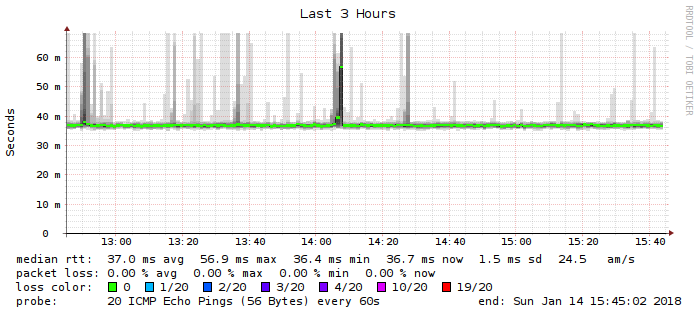 Last 3 Hours
RRDTOOL / TOBI OETIKER
Seconds
60 m
50 m
40 m
30 m
20 m
10 m
0
13:00 13:20 13:40 14:00 14:20 14:40 15:00 15:20 15:40
median rtt: 37.0 ms avg 56.9 ms max 36.4 ms min 36.7 ms now 1.5 ms sd 24.5 am/s
packet loss: 0.00 % avg 0.00 % max 0.00 % min 0.00 % now
loss color: 0 1/20 2/20 3/20 4/20 10/20 19/20
probe: 20 ICMP Echo Pings (56 Bytes) every 60s end: Sun Jan 14 15:45:02 2018